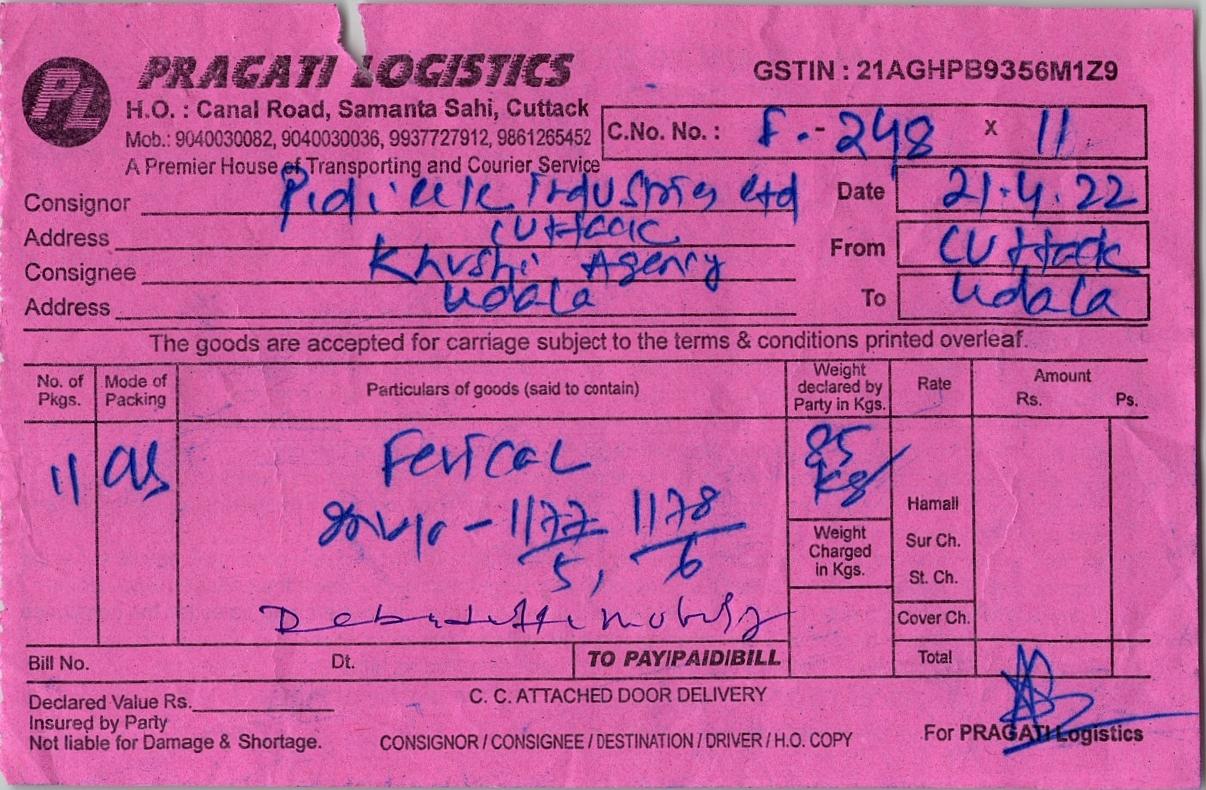 PL PRAGATI LOGISTICS
GSTIN : 21AGHPB9356M1Z9
H.O. : Canal Road, Samanta Sahi, Cuttack
Mob.: 9040030082, 9040030036, 9937727912, 9861265452
C.No. No. : F.-248 x 11
A Premier House of Transporting and Courier Service
Consignor Industries Ltd
Date 21.4.22
Address Cuttack
From Cuttack
Consignee Khushi Agency
Address Udala
To Udala
The goods are accepted for carriage subject to the terms & conditions printed overleaf.
No. of Pkgs.
Mode of Packing
Particulars of goods (said to contain)
Weight declared by Party in Kgs.
Rate
Amount
Rs. Ps.
11
85 kg
1177/5, 1178/6
Hamali
Weight Charged in Kgs.
Sur Ch.
St. Ch.
Cover Ch.
Bill No. Dt. TO PAY/PAID/BILL
Total
Declared Value Rs.
C. C. ATTACHED DOOR DELIVERY
Insured by Party
Not liable for Damage & Shortage.
CONSIGNOR / CONSIGNEE / DESTINATION / DRIVER / H.O. COPY
For PRAGATI Logistics